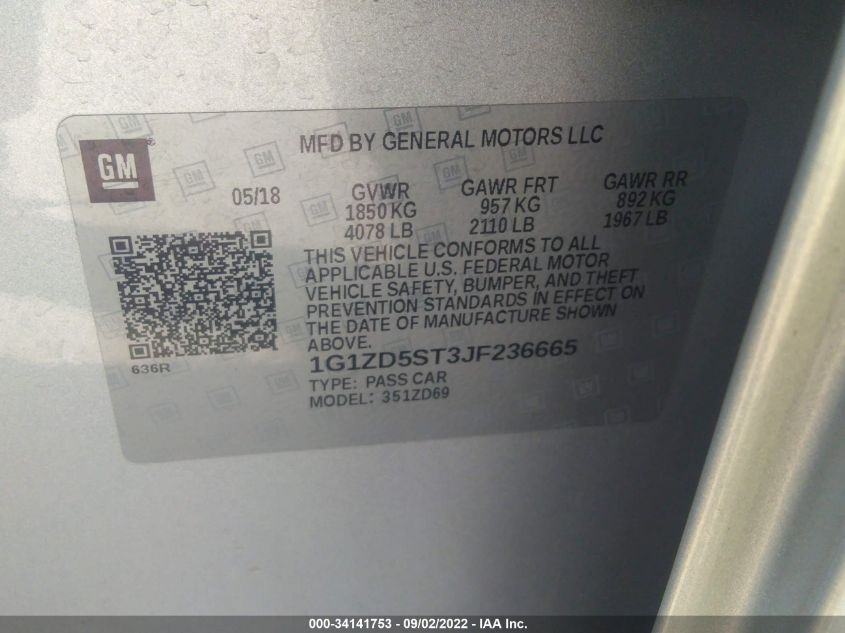 GM
MFD BY GENERAL MOTORS LLC
05/18
GVWR
1850 KG
4078 LB
GAWR FRT
957 KG
2110 LB
GAWR RR
892 KG
1967 LB
THIS VEHICLE CONFORMS TO ALL
APPLICABLE U.S. FEDERAL MOTOR
VEHICLE SAFETY, BUMPER, AND THEFT
PREVENTION STANDARDS IN EFFECT ON
THE DATE OF MANUFACTURE SHOWN
ABOVE.
636R
1G1ZD5ST3JF236665
TYPE: PASS CAR
MODEL: 351ZD69
000-34141753 - 09/02/2022 - IAA Inc.